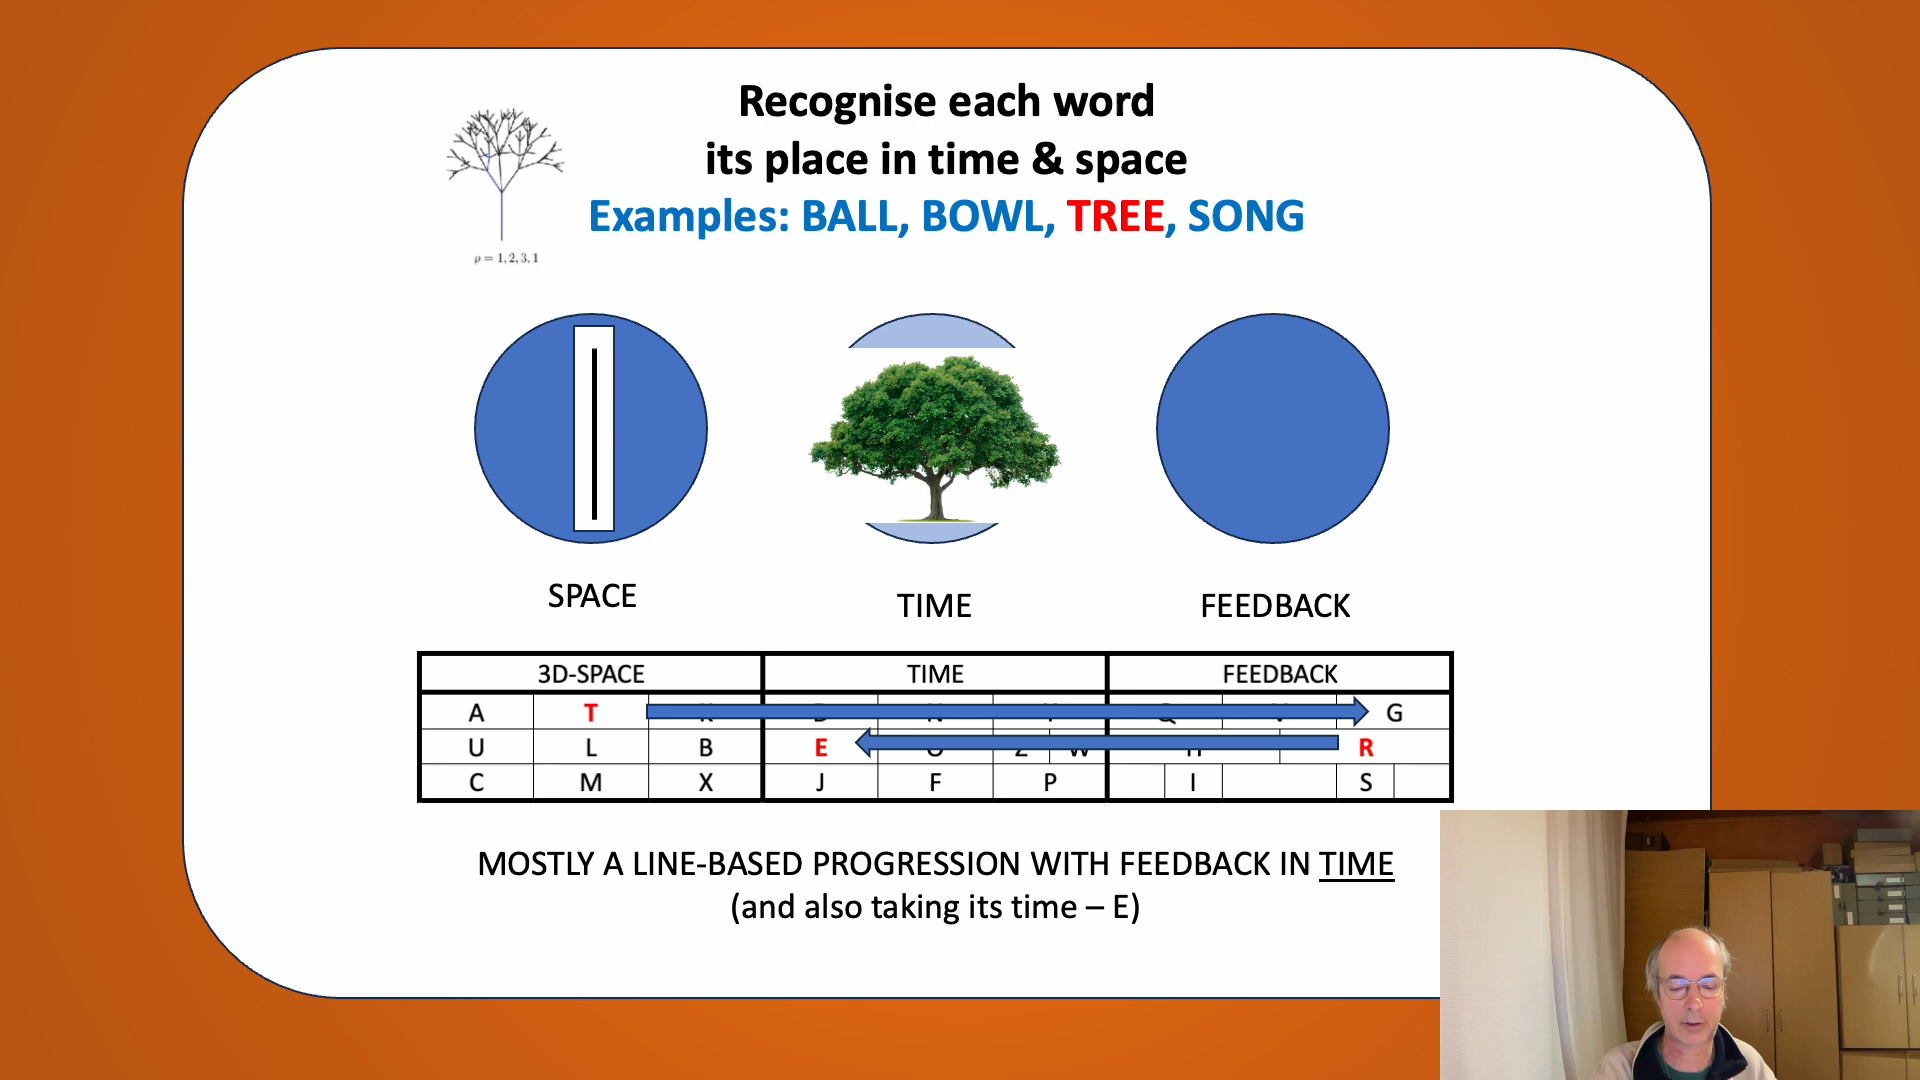 Recognise each word
its place in time & space
Examples: BALL, BOWL, TREE, SONG
ρ = 1, 2, 3, 1
SPACE
TIME
FEEDBACK
3D-SPACE TIME FEEDBACK
A T K D N Y Q V G
U L B E O Z W H R
C M X J F P I S
MOSTLY A LINE-BASED PROGRESSION WITH FEEDBACK IN TIME
(and also taking its time – E)